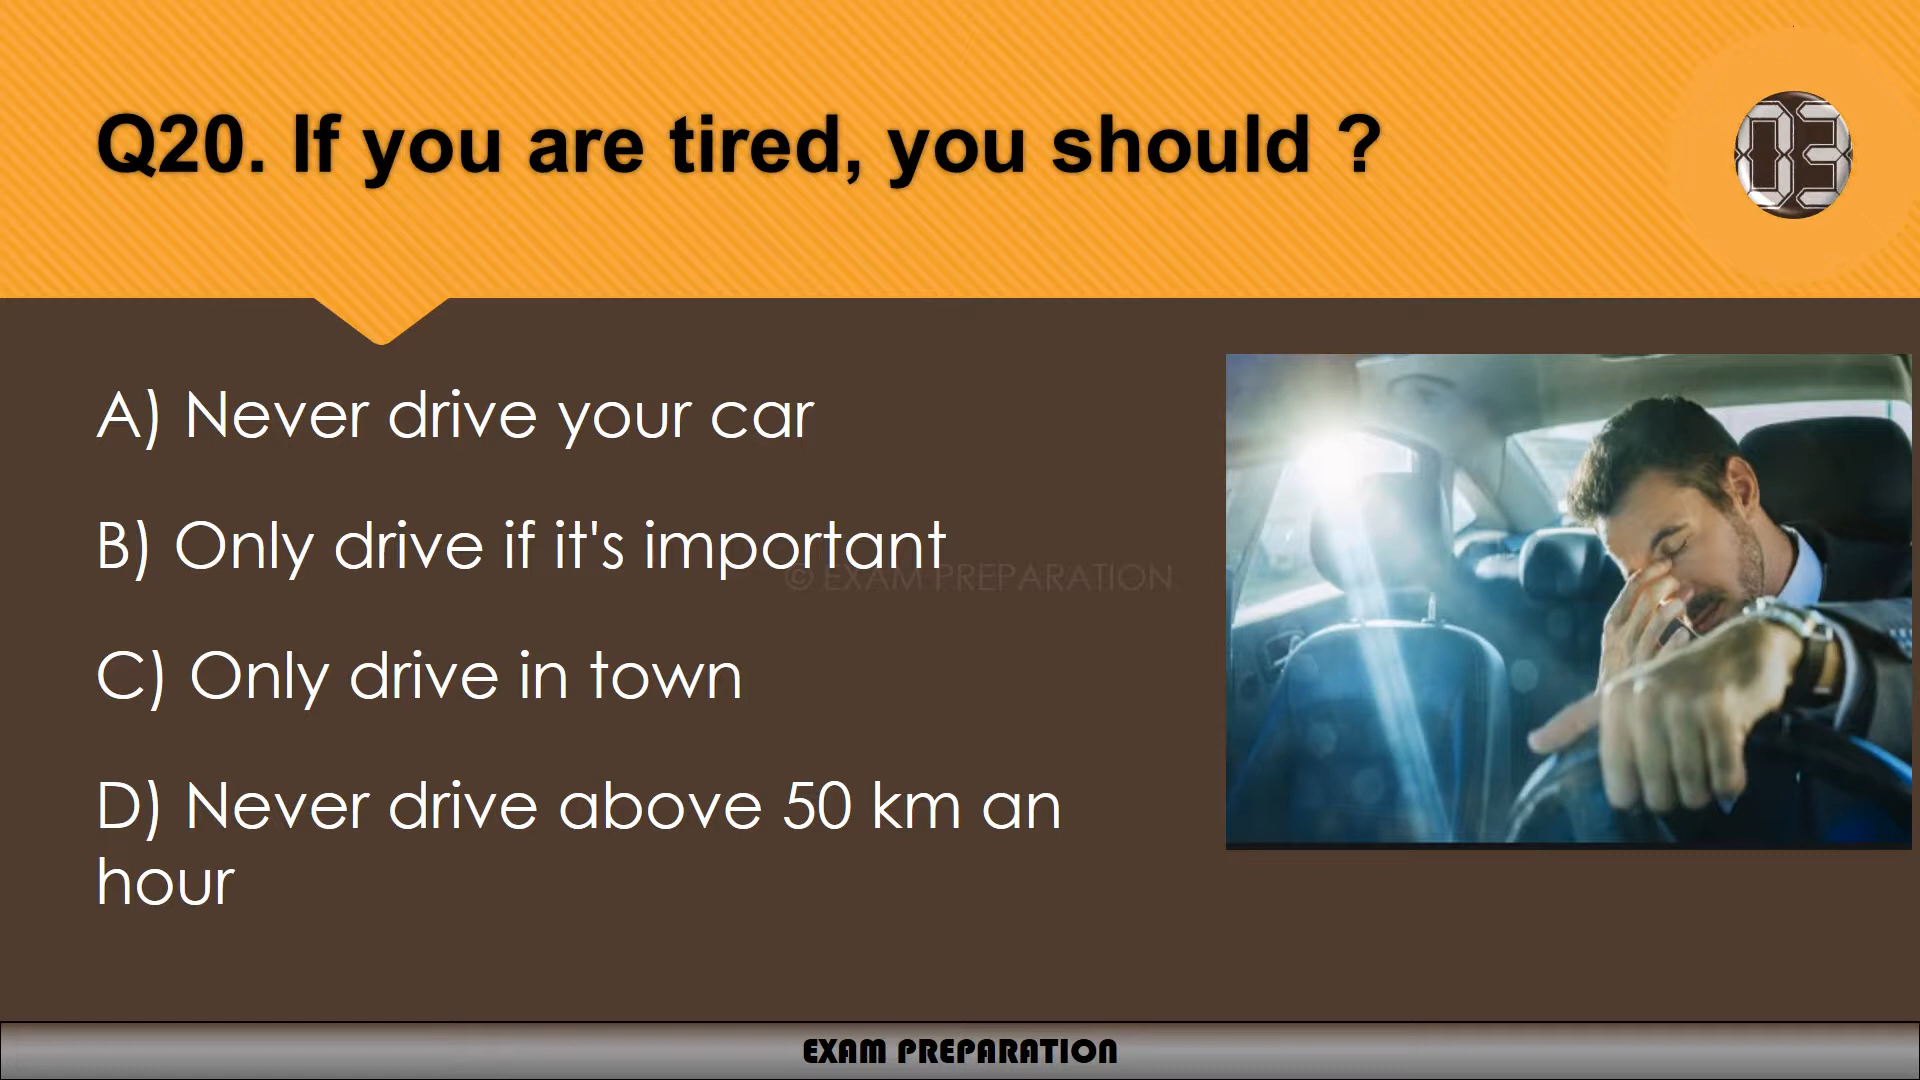 Q20. If you are tired, you should ?
03
A) Never drive your car
B) Only drive if it's important
© EXAM PREPARATION
C) Only drive in town
D) Never drive above 50 km an
hour
EXAM PREPARATION